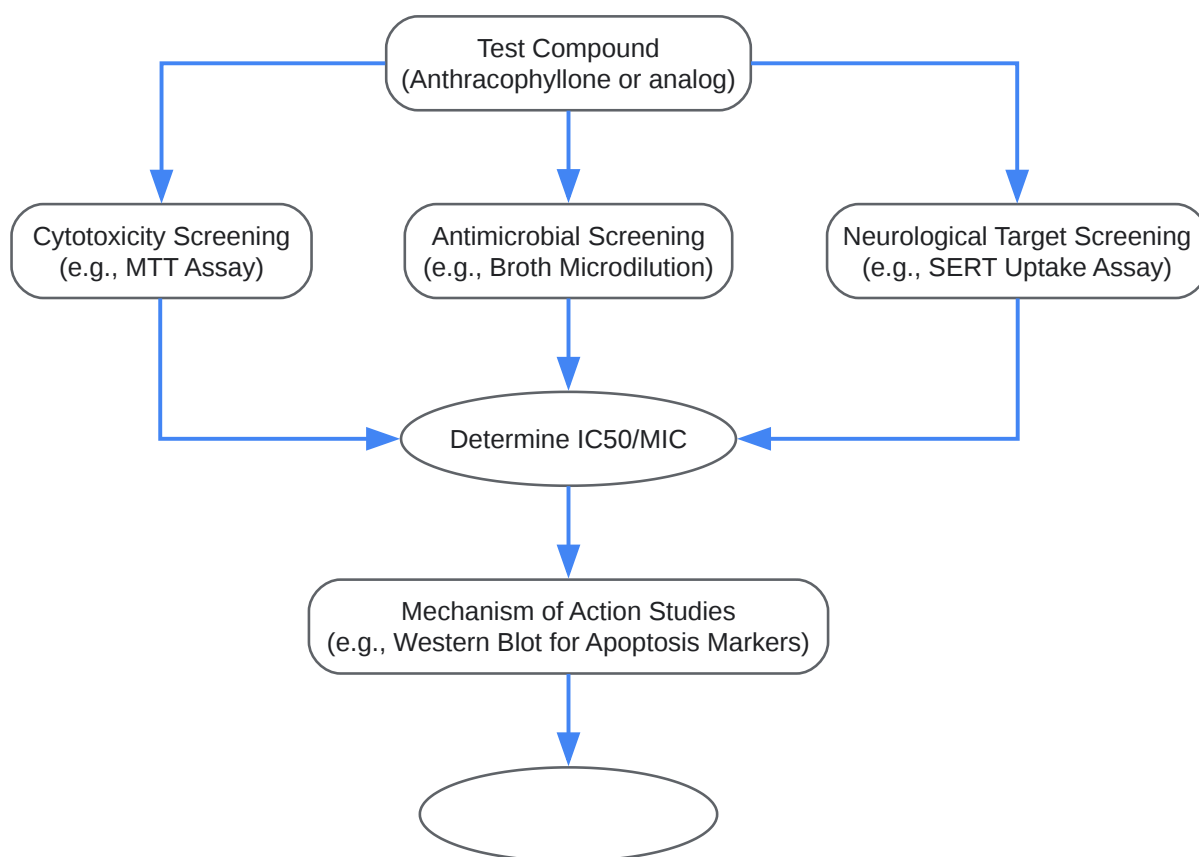 Test Compound
(Anthracophyllone or analog)
Cytotoxicity Screening
(e.g., MTT Assay)
Antimicrobial Screening
(e.g., Broth Microdilution)
Neurological Target Screening
(e.g., SERT Uptake Assay)
Determine IC50/MIC
Mechanism of Action Studies
(e.g., Western Blot for Apoptosis Markers)